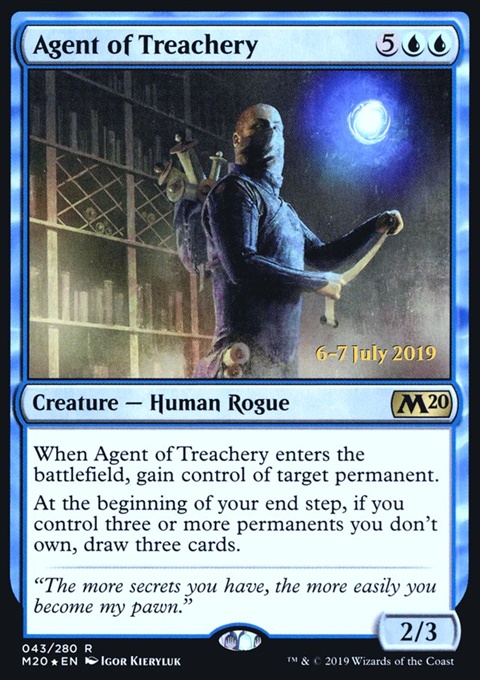 Agent of Treachery 5
6–7 July 2019
Creature — Human Rogue M20
When Agent of Treachery enters the
battlefield, gain control of target permanent.
At the beginning of your end step, if you
control three or more permanents you don't
own, draw three cards.
“The more secrets you have, the more easily you
become my pawn.”
2/3
043/280 R
M20★EN Igor Kieryluk ™ & © 2019 Wizards of the Coast